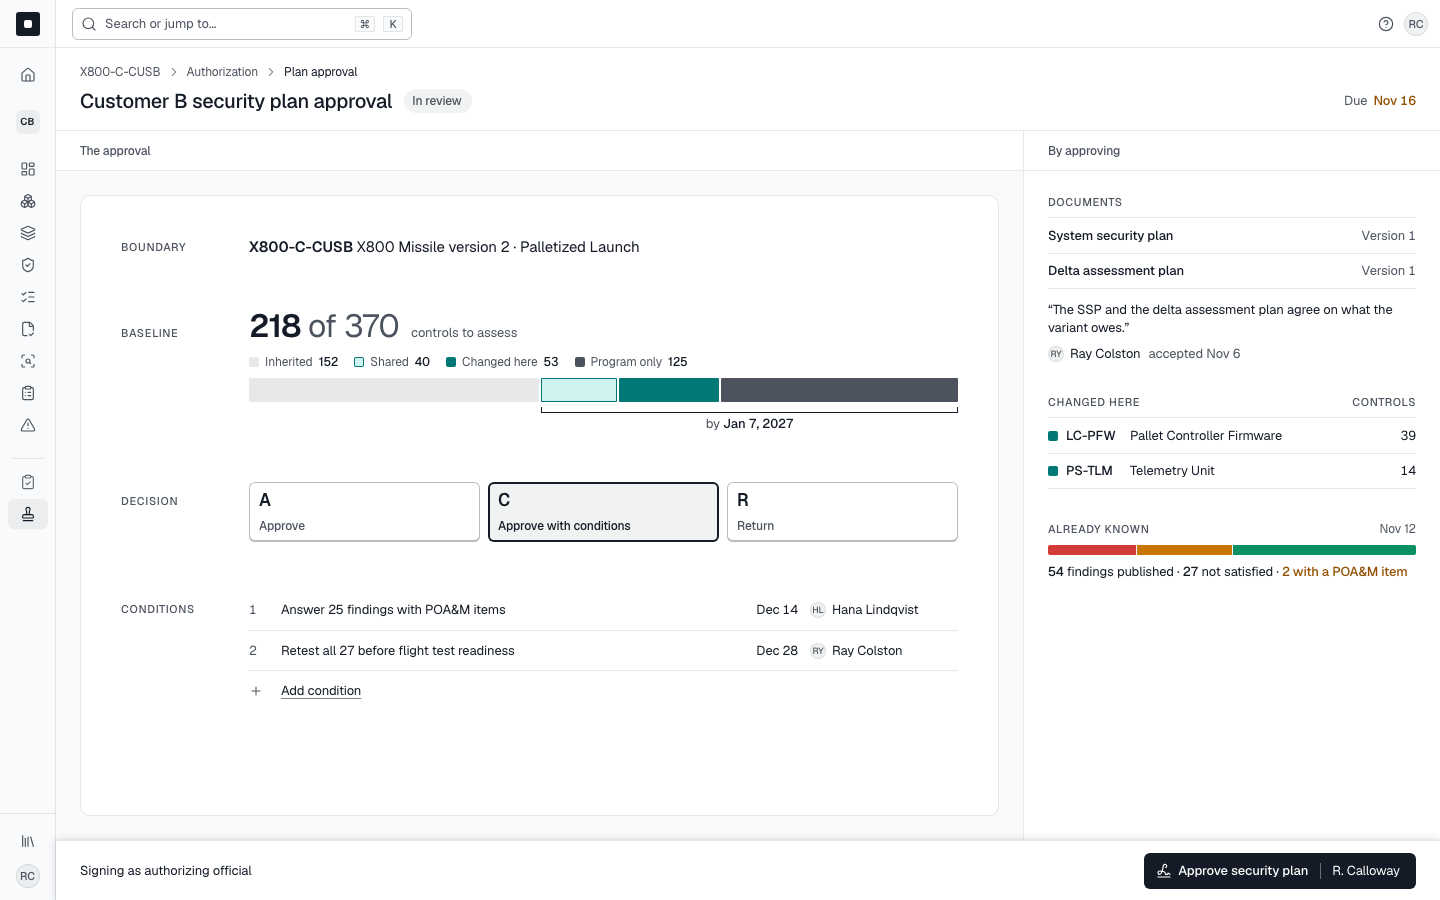 Search or jump to...
⌘ K
RC
X800-C-CUSB > Authorization > Plan approval
Customer B security plan approval
In review
Due Nov 16
CB
The approval
BOUNDARY
X800-C-CUSB X800 Missile version 2 · Palletized Launch
BASELINE
218 of 370 controls to assess
Inherited 152 Shared 40 Changed here 53 Program only 125
by Jan 7, 2027
DECISION
A
Approve
C
Approve with conditions
R
Return
CONDITIONS
1 Answer 25 findings with POA&M items Dec 14 HL Hana Lindqvist
2 Retest all 27 before flight test readiness Dec 28 RY Ray Colston
+ Add condition
By approving
DOCUMENTS
System security plan Version 1
Delta assessment plan Version 1
“The SSP and the delta assessment plan agree on what the
variant owes.”
RY Ray Colston accepted Nov 6
CHANGED HERE CONTROLS
LC-PFW Pallet Controller Firmware 39
PS-TLM Telemetry Unit 14
ALREADY KNOWN Nov 12
54 findings published · 27 not satisfied · 2 with a POA&M item
RC
Signing as authorizing official
Approve security plan | R. Calloway